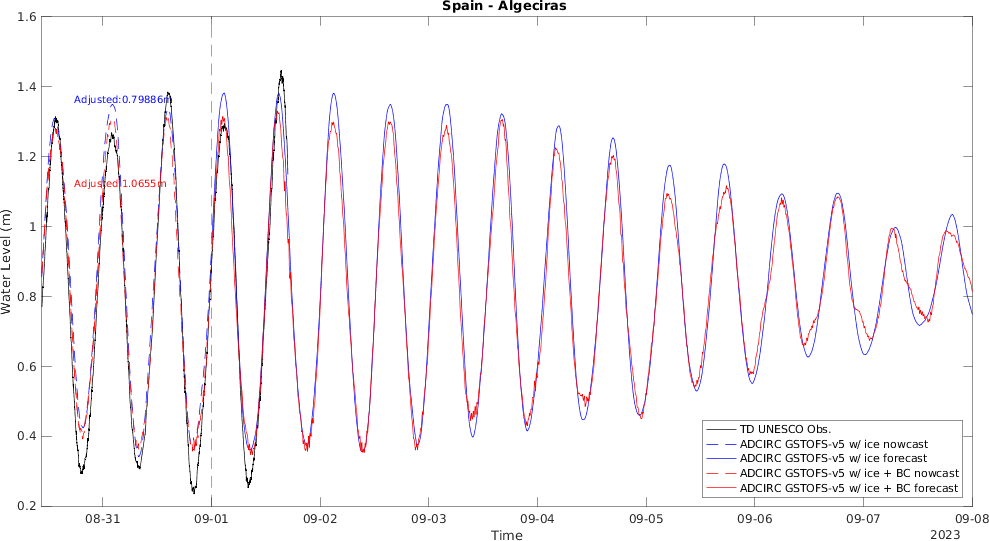 Spain - Algeciras
1.6
1.4
1.2
1
0.8
0.6
0.4
0.2
Water Level (m)
Adjusted:0.79886m
Adjusted:1.0655m
TD UNESCO Obs.
ADCIRC GSTOFS-v5 w/ ice nowcast
ADCIRC GSTOFS-v5 w/ ice forecast
ADCIRC GSTOFS-v5 w/ ice + BC nowcast
ADCIRC GSTOFS-v5 w/ ice + BC forecast
08-31 09-01 09-02 09-03 09-04 09-05 09-06 09-07 09-08
Time
2023